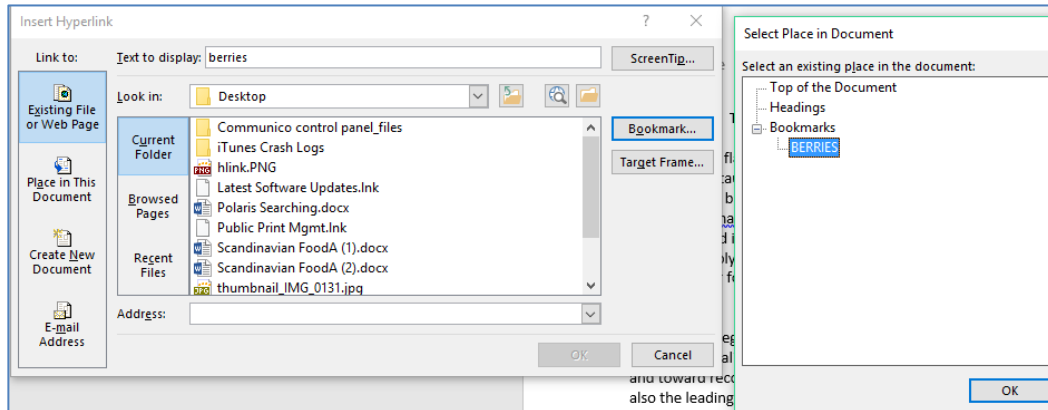 Insert Hyperlink
?
Link to:
Text to display: berries
ScreenTip...
Existing File
or Web Page
Place in This
Document
Create New
Document
E-mail
Address
Look in:
Desktop
Current
Folder
Browsed
Pages
Recent
Files
Communico control panel_files
iTunes Crash Logs
PNG hlink.PNG
Latest Software Updates.lnk
Polaris Searching.docx
Public Print Mgmt.lnk
Scandinavian FoodA (1).docx
Scandinavian FoodA (2).docx
JPG thumbnail_IMG_0131.jpg
Bookmark...
Target Frame...
Address:
OK
Cancel
and toward
also the leading
Select Place in Document
Select an existing place in the document:
Top of the Document
Headings
Bookmarks
BERRIES
OK